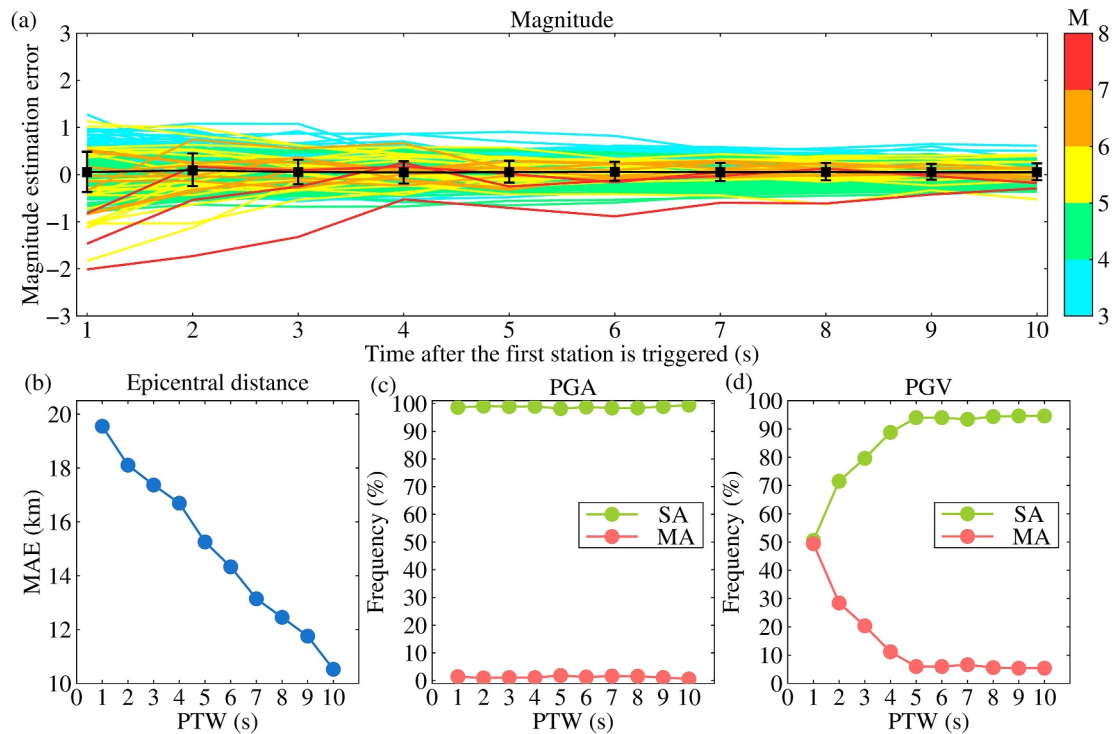 (a)
Magnitude
M
Magnitude estimation error
3
2
1
0
−1
−2
−3
1 2 3 4 5 6 7 8 9 10
Time after the first station is triggered (s)
8
7
6
5
4
3
(b)
Epicentral distance
MAE (km)
20
18
16
14
12
10
0 1 2 3 4 5 6 7 8 9 10
PTW (s)
(c)
PGA
Frequency (%)
100
90
80
70
60
50
40
30
20
10
0
0 1 2 3 4 5 6 7 8 9 10
PTW (s)
SA
MA
(d)
PGV
Frequency (%)
100
90
80
70
60
50
40
30
20
10
0
0 1 2 3 4 5 6 7 8 9 10
PTW (s)
SA
MA